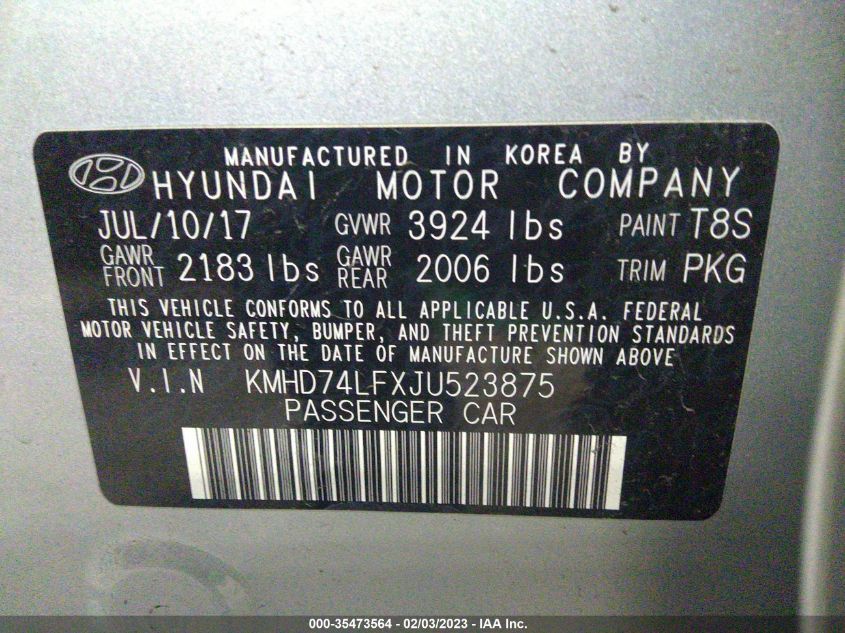 MANUFACTURED IN KOREA BY
HYUNDAI MOTOR COMPANY
JUL/10/17 GVWR 3924 lbs PAINT T8S
GAWR FRONT 2183 lbs GAWR REAR 2006 lbs TRIM PKG
THIS VEHICLE CONFORMS TO ALL APPLICABLE U.S.A. FEDERAL
MOTOR VEHICLE SAFETY, BUMPER, AND THEFT PREVENTION STANDARDS
IN EFFECT ON THE DATE OF MANUFACTURE SHOWN ABOVE
V.I.N KMHD74LFXJU523875
PASSENGER CAR
000-35473564 - 02/03/2023 - IAA Inc.